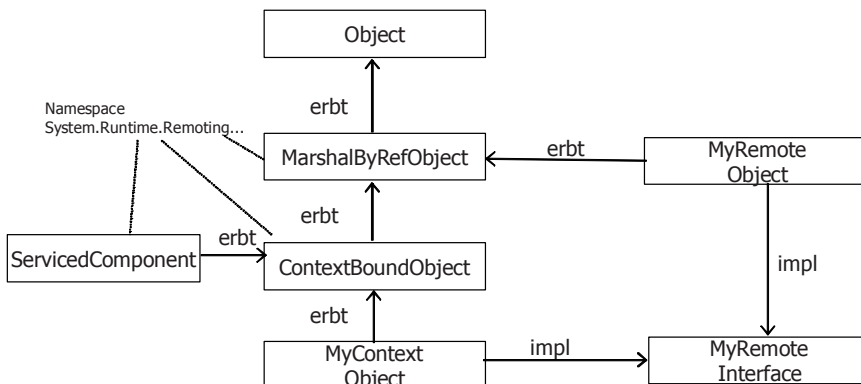 Object
erbt
Namespace
System.Runtime.Remoting...
MarshalByRefObject
erbt
MyRemote
Object
erbt
erbt
ServicedComponent
ContextBoundObject
impl
erbt
MyContext
Object
impl
MyRemote
Interface